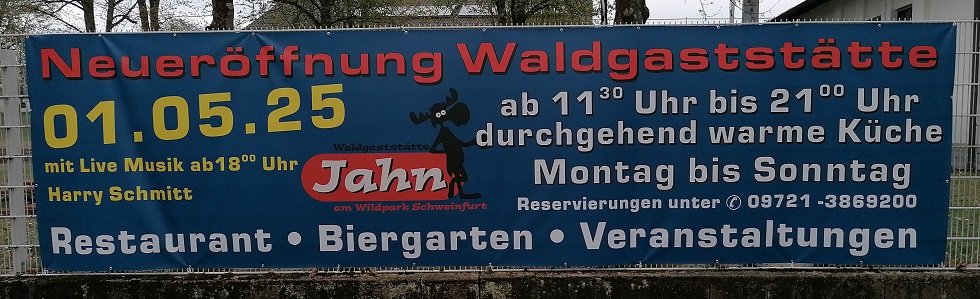 Neueröffnung Waldgaststätte
01.05.25
mit Live Musik ab18⁰⁰ Uhr
Harry Schmitt
Waldgaststätte
Jahn
am Wildpark Schweinfurt
ab 11³⁰ Uhr bis 21⁰⁰ Uhr
durchgehend warme Küche
Montag bis Sonntag
Reservierungen unter ✆ 09721 -3869200
Restaurant • Biergarten • Veranstaltungen